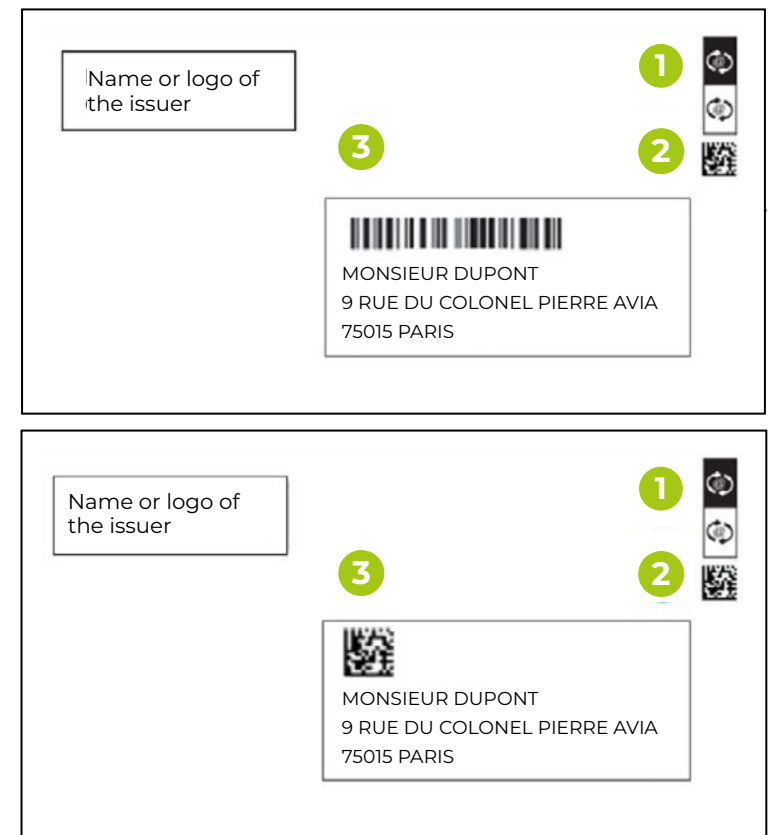 1
Name or logo of
the issuer
3
2
MONSIEUR DUPONT
9 RUE DU COLONEL PIERRE AVIA
75015 PARIS
1
Name or logo of
the issuer
3
2
MONSIEUR DUPONT
9 RUE DU COLONEL PIERRE AVIA
75015 PARIS